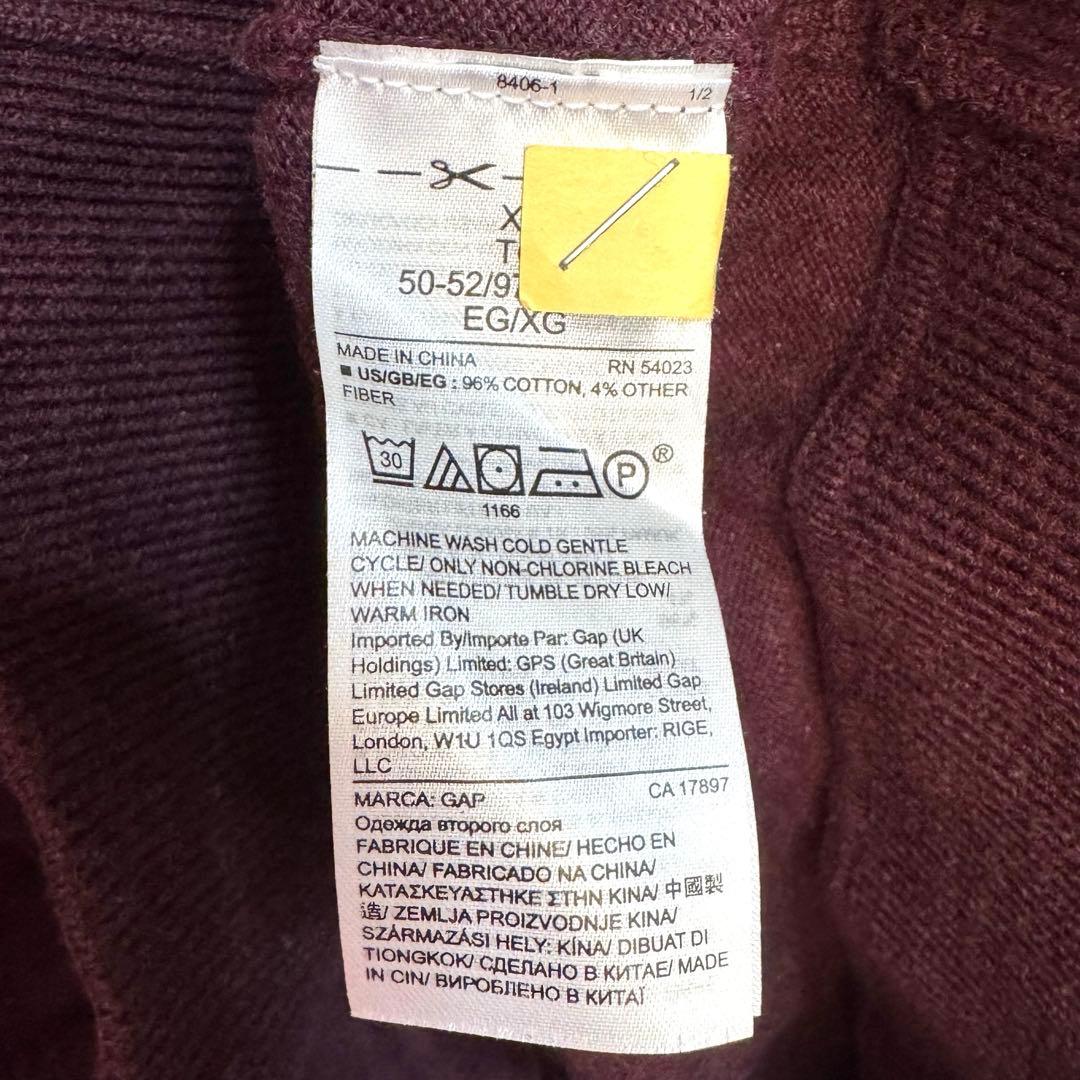 8406-1
1/2
50-52/9
EG/XG
MADE IN CHINA RN 54023
■ US/GB/EG : 96% COTTON, 4% OTHER
FIBER
30 P®
1166
MACHINE WASH COLD GENTLE
CYCLE/ ONLY NON-CHLORINE BLEACH
WHEN NEEDED/ TUMBLE DRY LOW/
WARM IRON
Imported By/Importe Par: Gap (UK
Holdings) Limited: GPS (Great Britain)
Limited Gap Stores (Ireland) Limited Gap
Europe Limited All at 103 Wigmore Street,
London, W1U 1QS Egypt Importer: RIGE,
LLC
MARCA: GAP CA 17897
Одежда второго слоя
FABRIQUE EN CHINE/ HECHO EN
CHINA/ FABRICADO NA CHINA/
ΚΑΤΑΣΚΕΥΑΣΤΗΚΕ ΣΤΗΝ ΚΙΝΑ/ 中國製
造/ ZEMLJA PROIZVODNJE KINA/
SZÁRMAZÁSI HELY: KÍNA/ DIBUAT DI
TIONGKOK/ СДЕЛАНО В КИТАЕ/ MADE
IN CIN/ ВИРОБЛЕНО В КИТАЇ